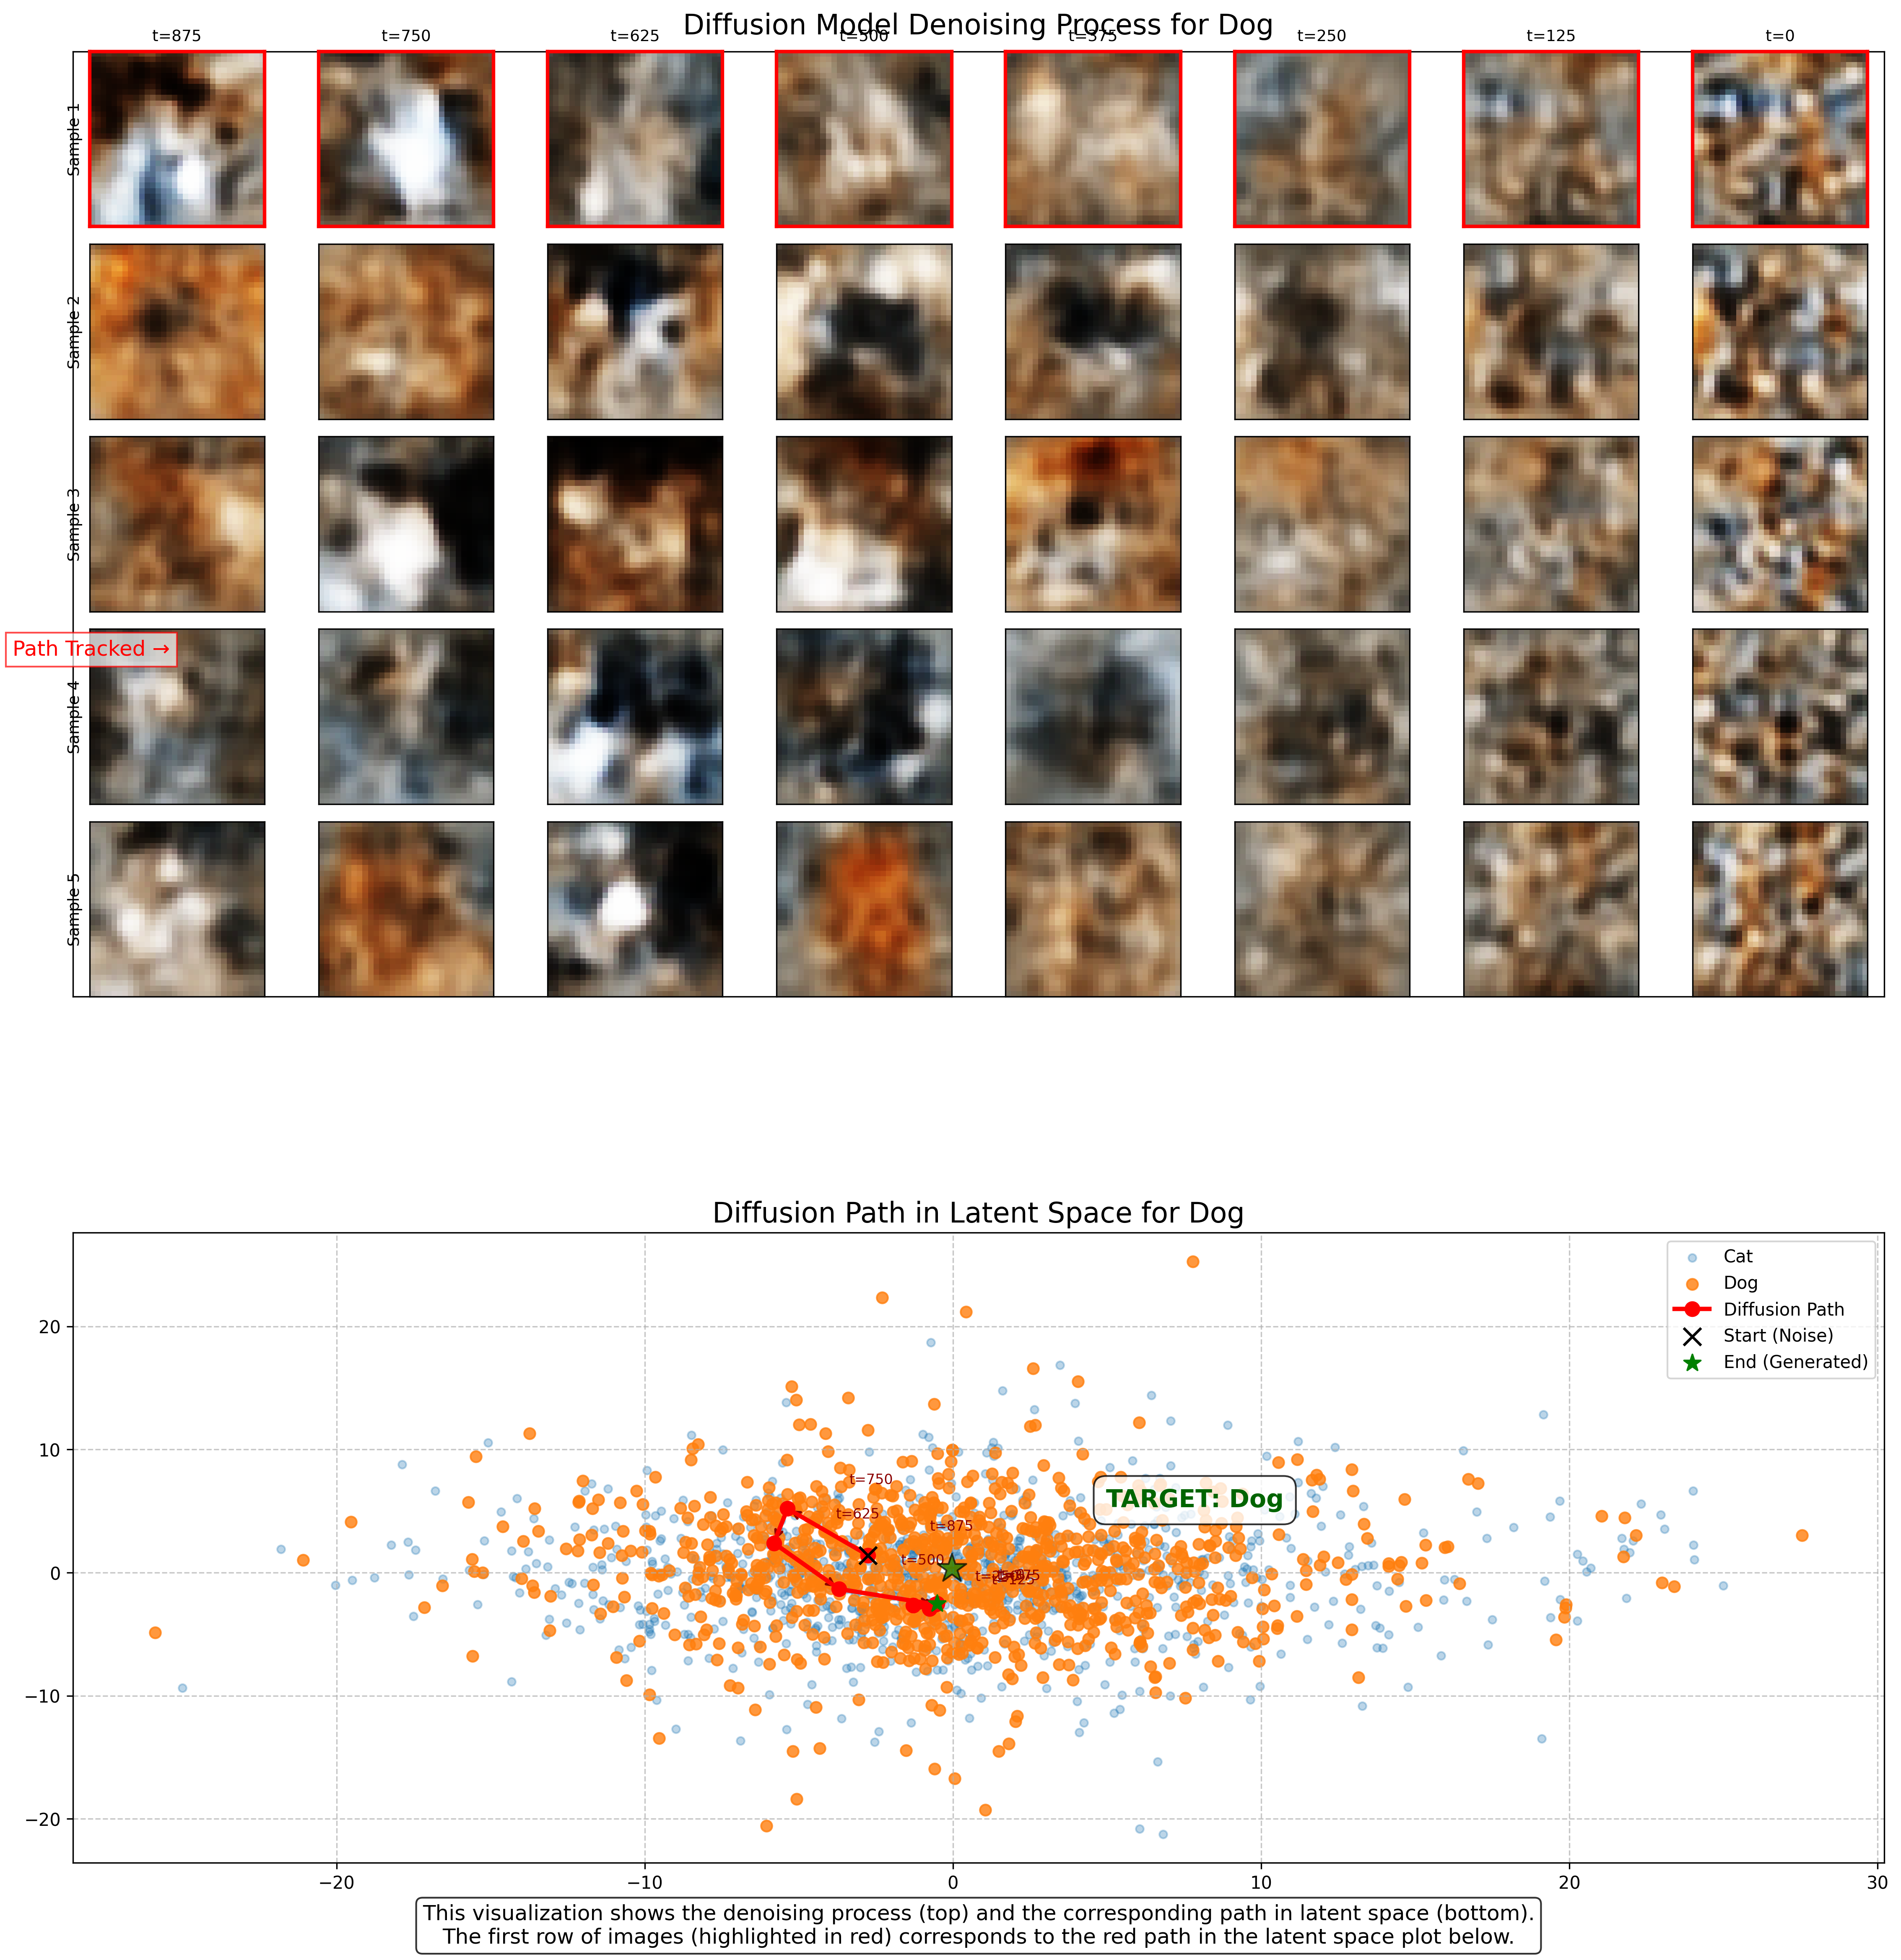 Diffusion Model Denoising Process for Dog
t=875
t=750
t=625
t=500
t=375
t=250
t=125
t=0
Sample 1
Sample 2
Sample 3
Path Tracked →
Sample 4
Sample 5
Diffusion Path in Latent Space for Dog
Cat
Dog
Diffusion Path
Start (Noise)
End (Generated)
TARGET: Dog
t=750
t=625
t=875
t=500
t=125
20
10
0
−10
−20
−20
−10
0
10
20
30
This visualization shows the denoising process (top) and the corresponding path in latent space (bottom).
The first row of images (highlighted in red) corresponds to the red path in the latent space plot below.